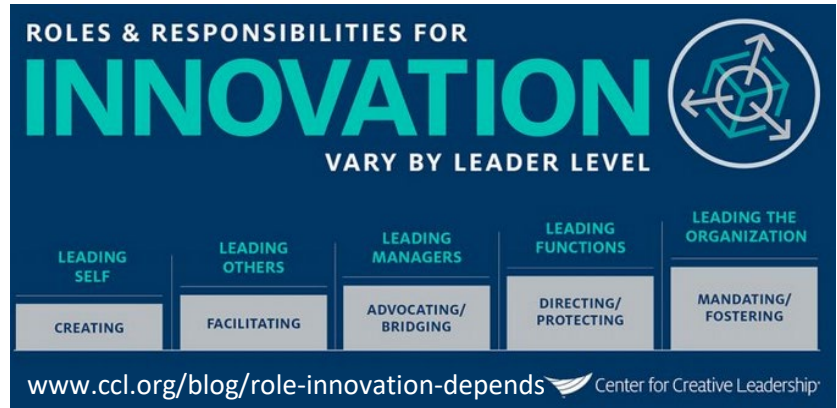 ROLES & RESPONSIBILITIES FOR
INNOVATION
VARY BY LEADER LEVEL
LEADING
SELF
CREATING
LEADING
OTHERS
FACILITATING
LEADING
MANAGERS
ADVOCATING/
BRIDGING
LEADING
FUNCTIONS
DIRECTING/
PROTECTING
LEADING THE
ORGANIZATION
MANDATING/
FOSTERING
www.ccl.org/blog/role-innovation-depends
Center for Creative Leadership